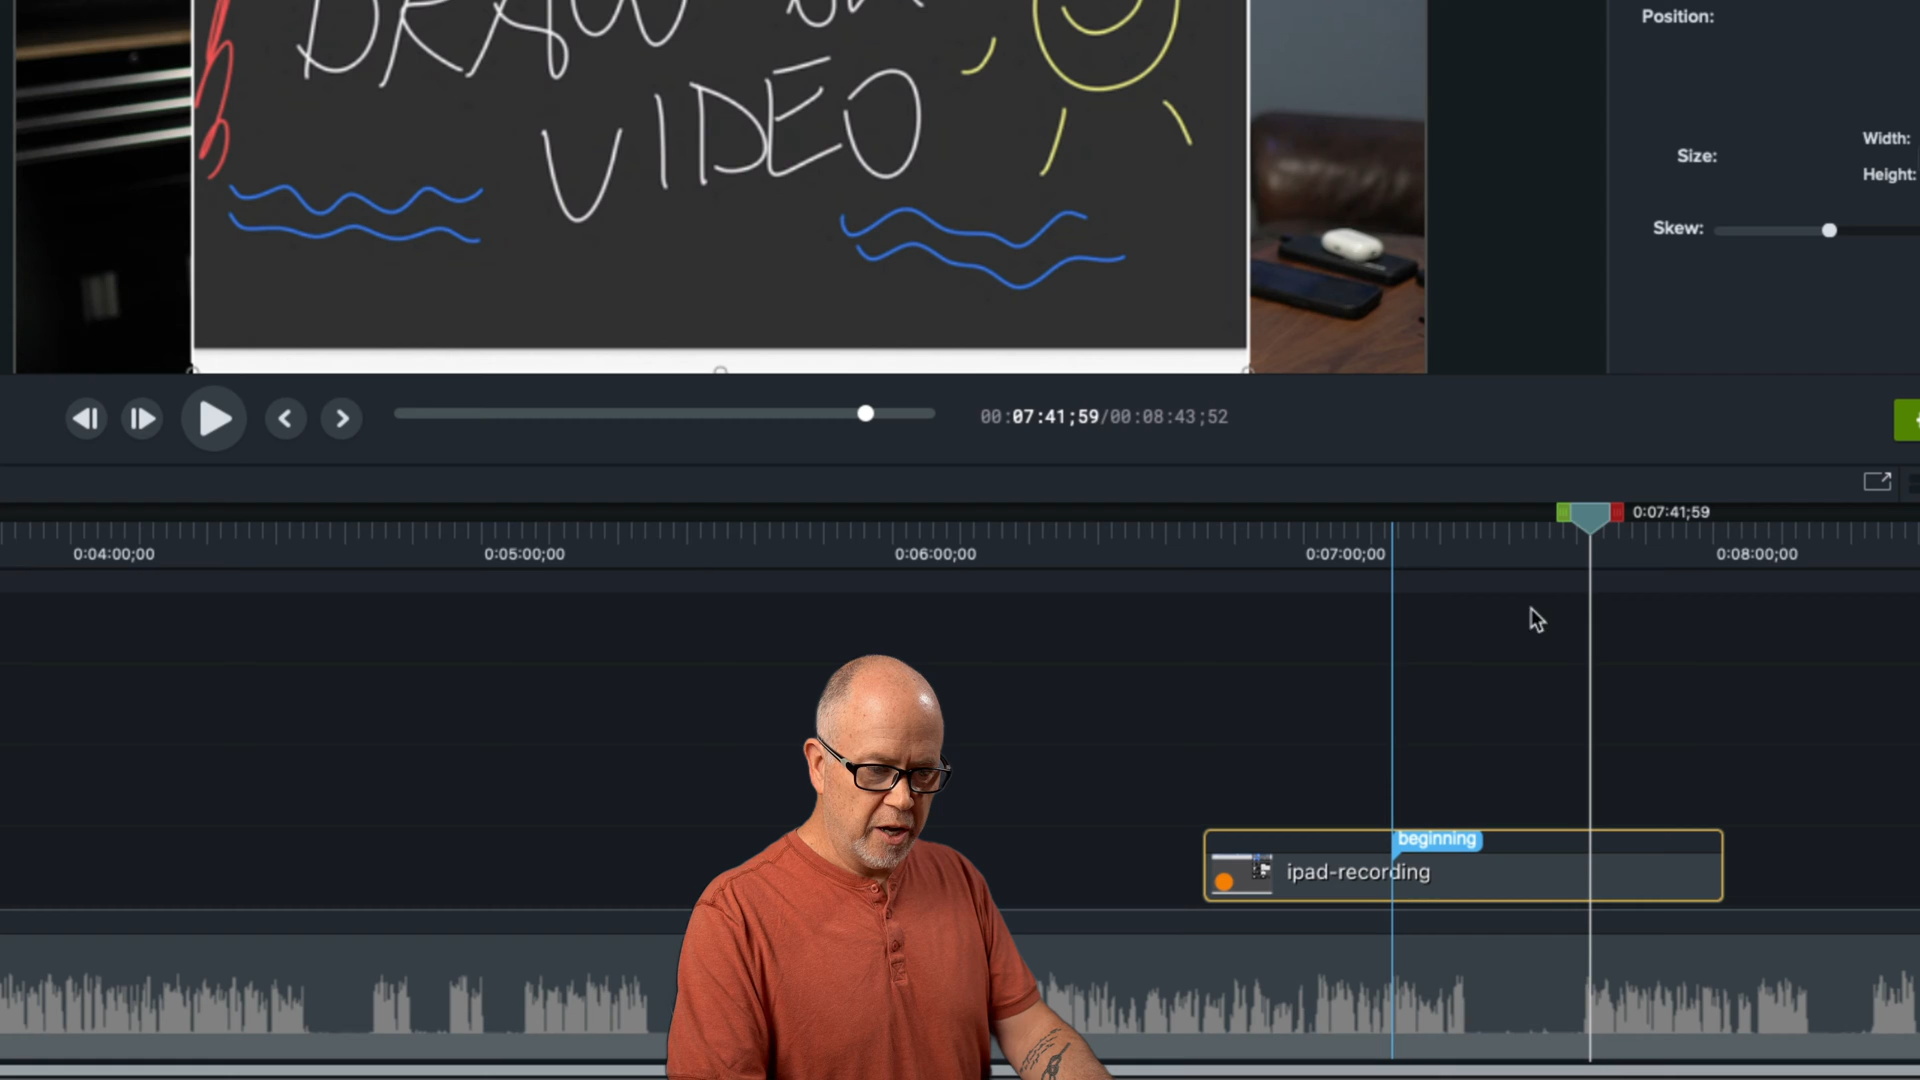 Position:
DRAW
VIDEO
Width:
Size:
Height:
Skew:
00:07:41;59/00:08:43;52
0:07:41;59
0:04:00;00
0:05:00;00
0:06:00;00
0:07:00;00
0:08:00;00
beginning
ipad-recording